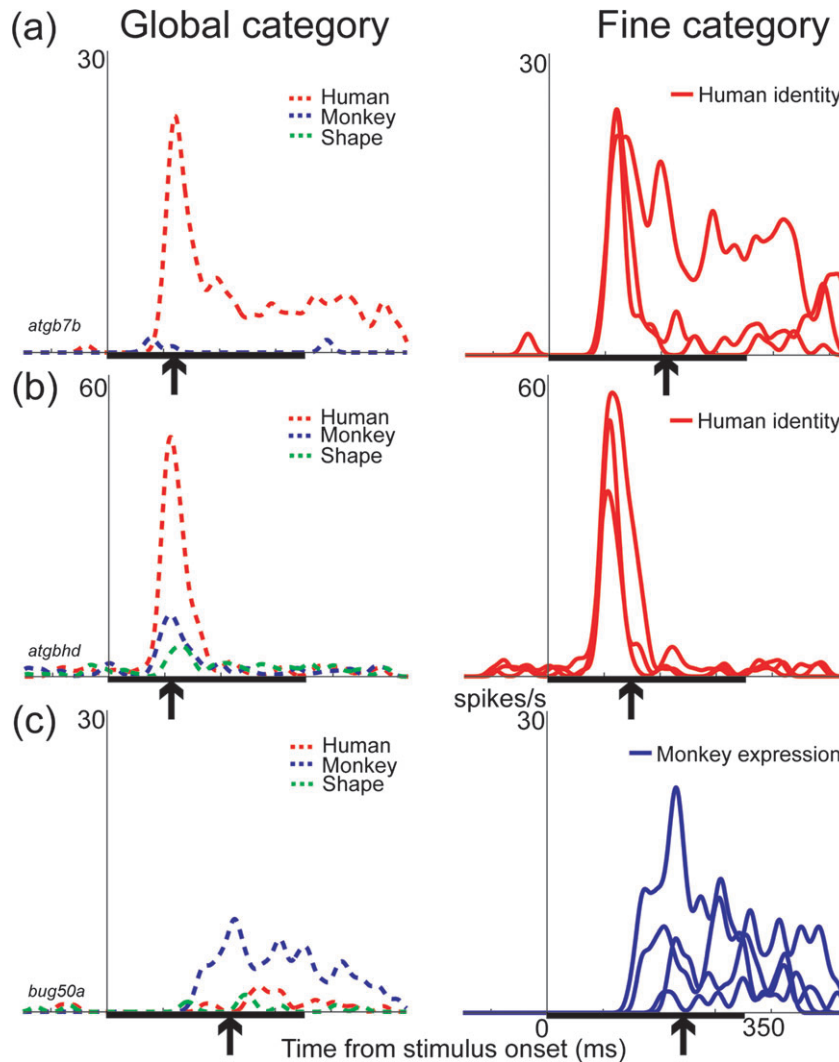 (a) Global category Fine category
30 30
Human Human identity
Monkey
Shape
atgb7b
(b) 60 60
Human Human identity
Monkey
Shape
atgbhd
spikes/s
(c) 30 30
Human Monkey expression
Monkey
Shape
bug50a
0 350
Time from stimulus onset (ms)